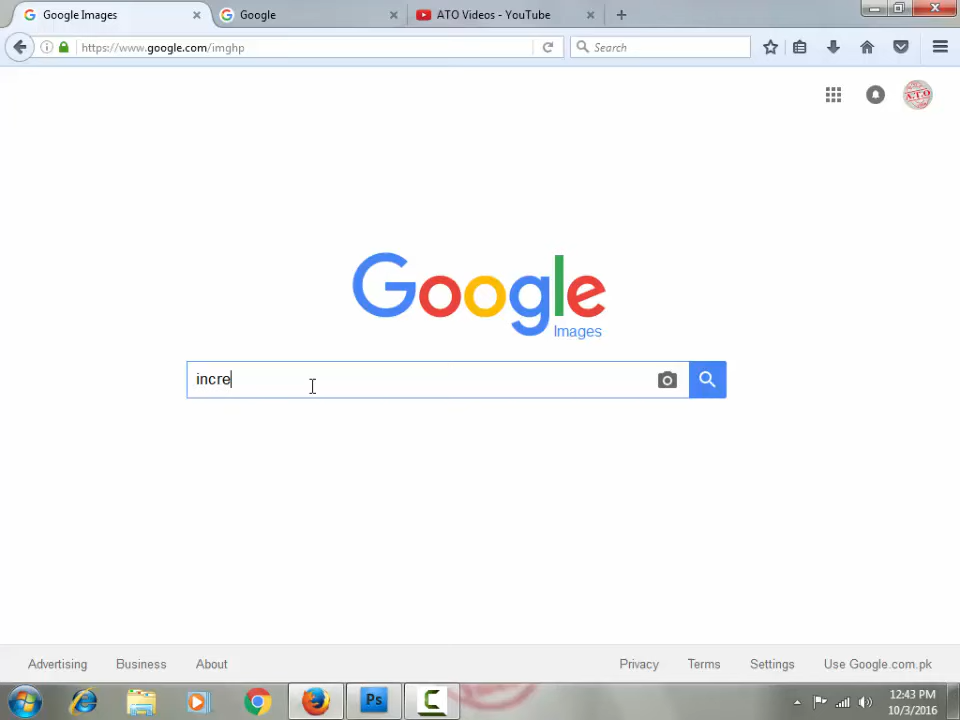 Google Images
Google
ATO Videos - YouTube
https://www.google.com/imghp
Search
A.T.O
Google
Images
incre
Advertising
Business
About
Privacy
Terms
Settings
Use Google.com.pk
Ps
12:43 PM
10/3/2016